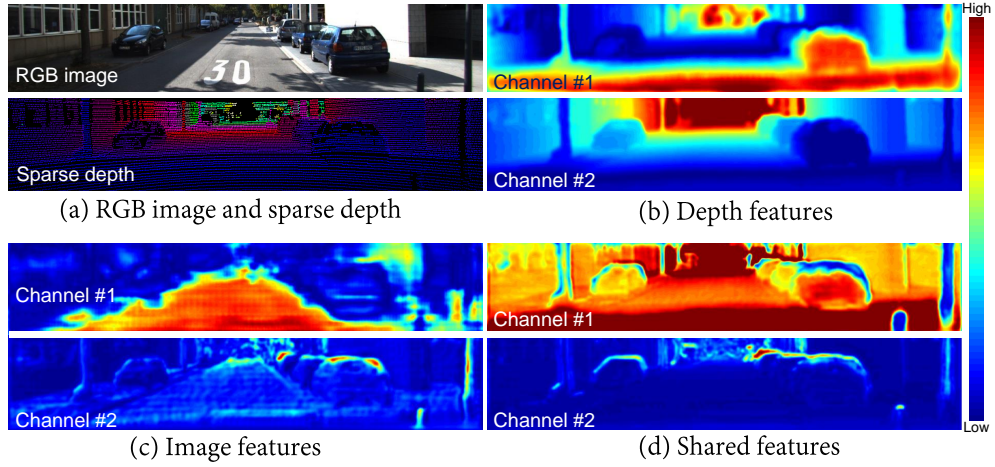 RGB image
Sparse depth
(a) RGB image and sparse depth
High
Channel #1
Channel #2
(b) Depth features
Channel #1
Channel #2
(c) Image features
Channel #1
Channel #2
Low
(d) Shared features
30